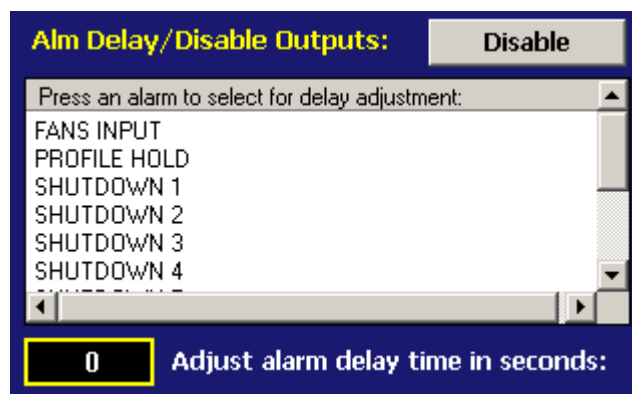 Alm Delay/Disable Outputs:
Disable
Press an alarm to select for delay adjustment:
FANS INPUT
PROFILE HOLD
SHUTDOWN 1
SHUTDOWN 2
SHUTDOWN 3
SHUTDOWN 4
0
Adjust alarm delay time in seconds: